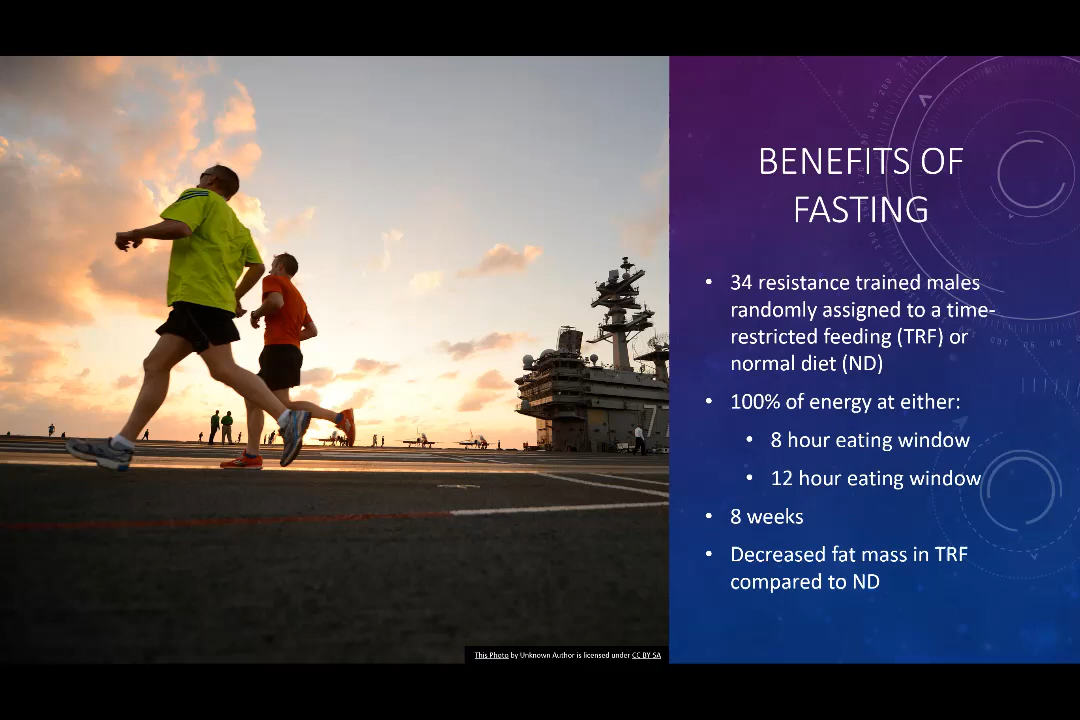 BENEFITS OF
FASTING
• 34 resistance trained males
randomly assigned to a time-
restricted feeding (TRF) or
normal diet (ND)
• 100% of energy at either:
• 8 hour eating window
• 12 hour eating window
• 8 weeks
• Decreased fat mass in TRF
compared to ND
7
This Photo by Unknown Author is licensed under CC BY SA